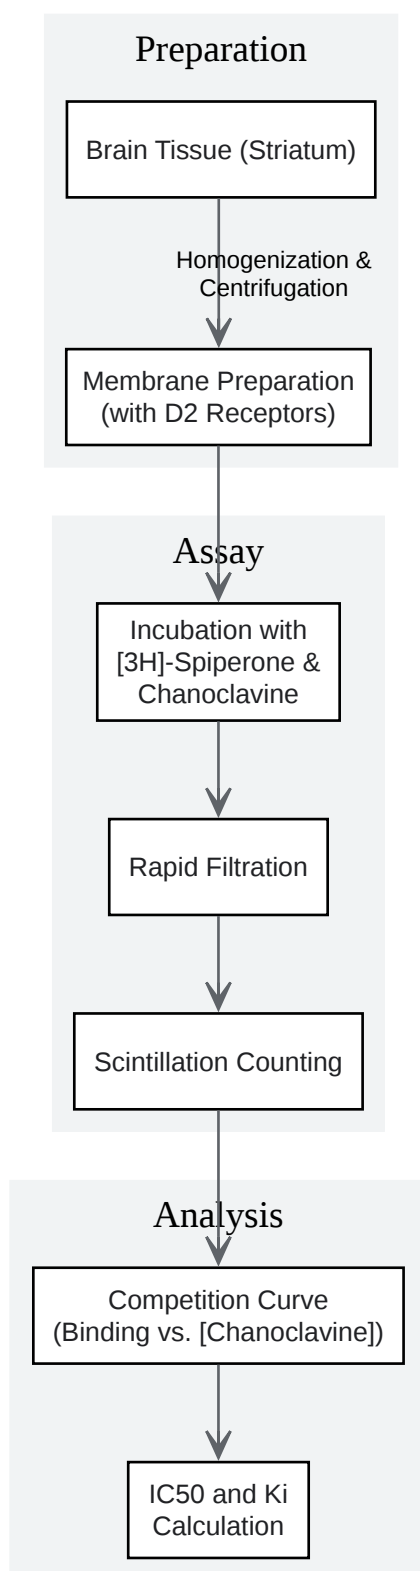 Preparation
Brain Tissue (Striatum)
Homogenization &
Centrifugation
Membrane Preparation
(with D2 Receptors)
Assay
Incubation with
[3H]-Spiperone &
Chanoclavine
Rapid Filtration
Scintillation Counting
Analysis
Competition Curve
(Binding vs. [Chanoclavine])
IC50 and Ki
Calculation